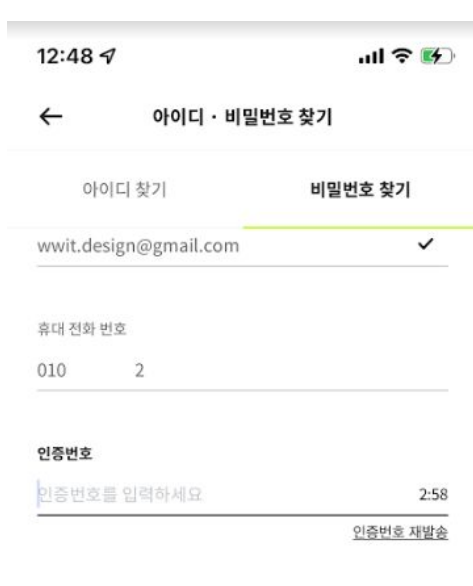 12:48
아이디 · 비밀번호 찾기
아이디 찾기 비밀번호 찾기
wwit.design@gmail.com
휴대 전화 번호
010 2
인증번호
인증번호를 입력하세요 2:58
인증번호 재발송